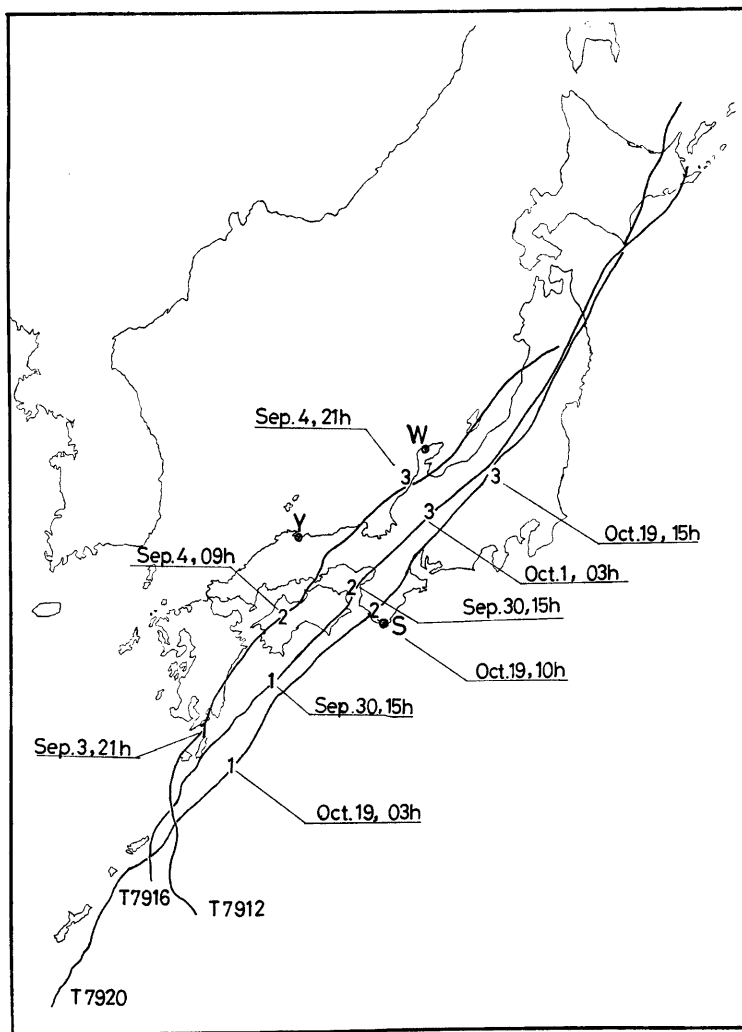 Sep. 4, 21h
W
3
3
3
Y
Oct. 19, 15h
Sep. 4, 09h
Oct. 1, 03h
2
Sep. 30, 15h
2
2
S
Oct. 19, 10h
1
Sep. 30, 15h
Sep. 3, 21h
1
Oct. 19, 03h
T7916
T7912
T7920